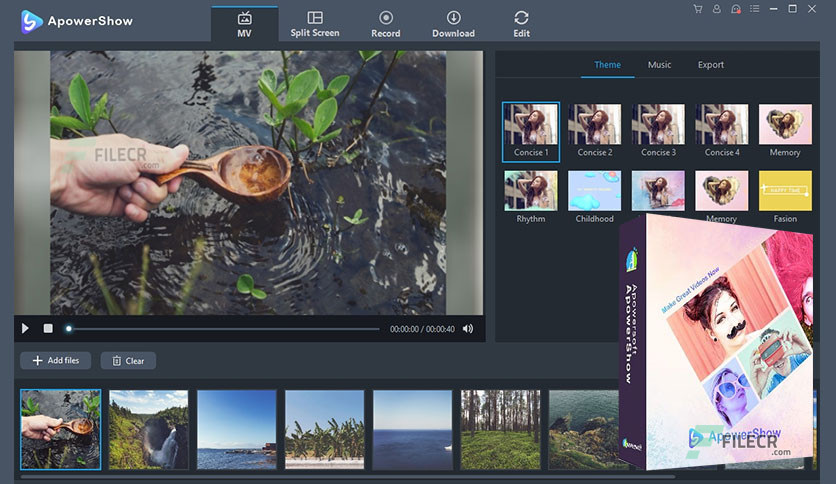 ApowerShow
MV
Split Screen
Record
Download
Edit
Theme
Music
Export
FILECR
.com
Concise 1
Concise 2
Concise 3
Concise 4
Memory
HAPPY TIME
Rhythm
Childhood
Memory
Fasion
Make Great Videos Now
Apowersoft
ApowerShow
00:00:00 / 00:00:40
Add files
Clear
ApowerShow
FILECR
.com